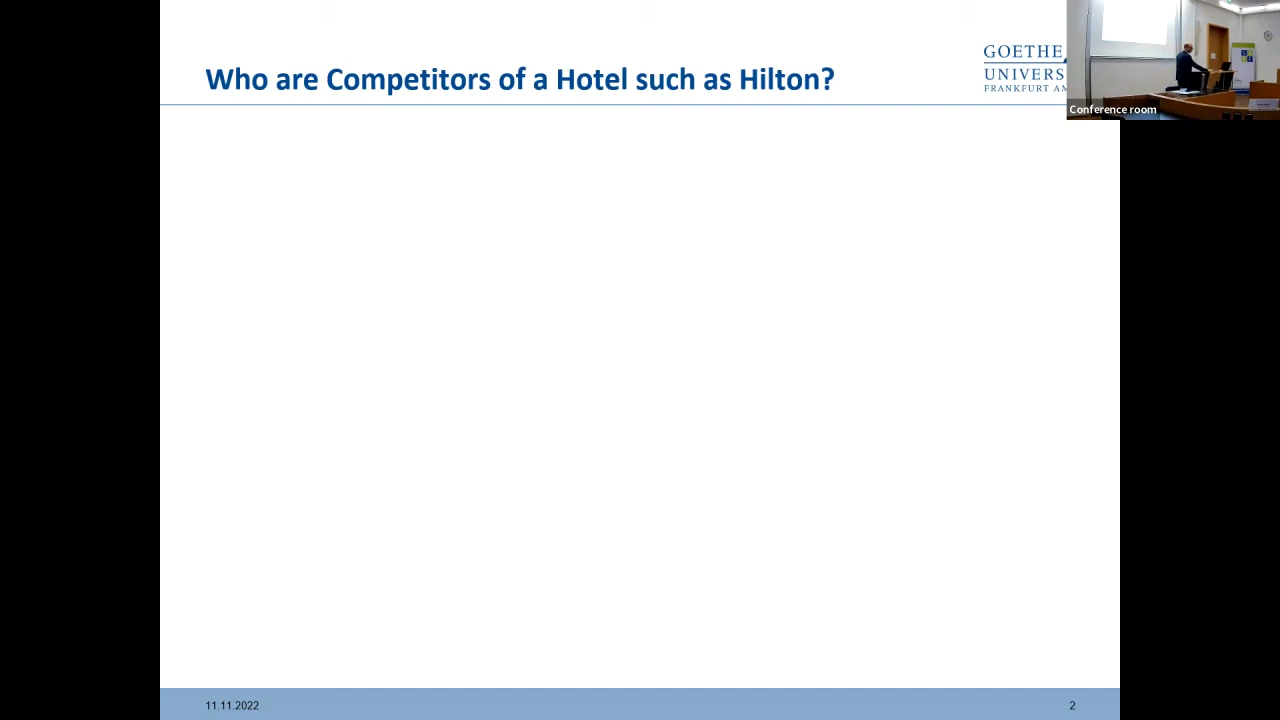 Who are Competitors of a Hotel such as Hilton?
GOETHE
UNIVERS
FRANKFURT AM
Conference room
11.11.2022
2